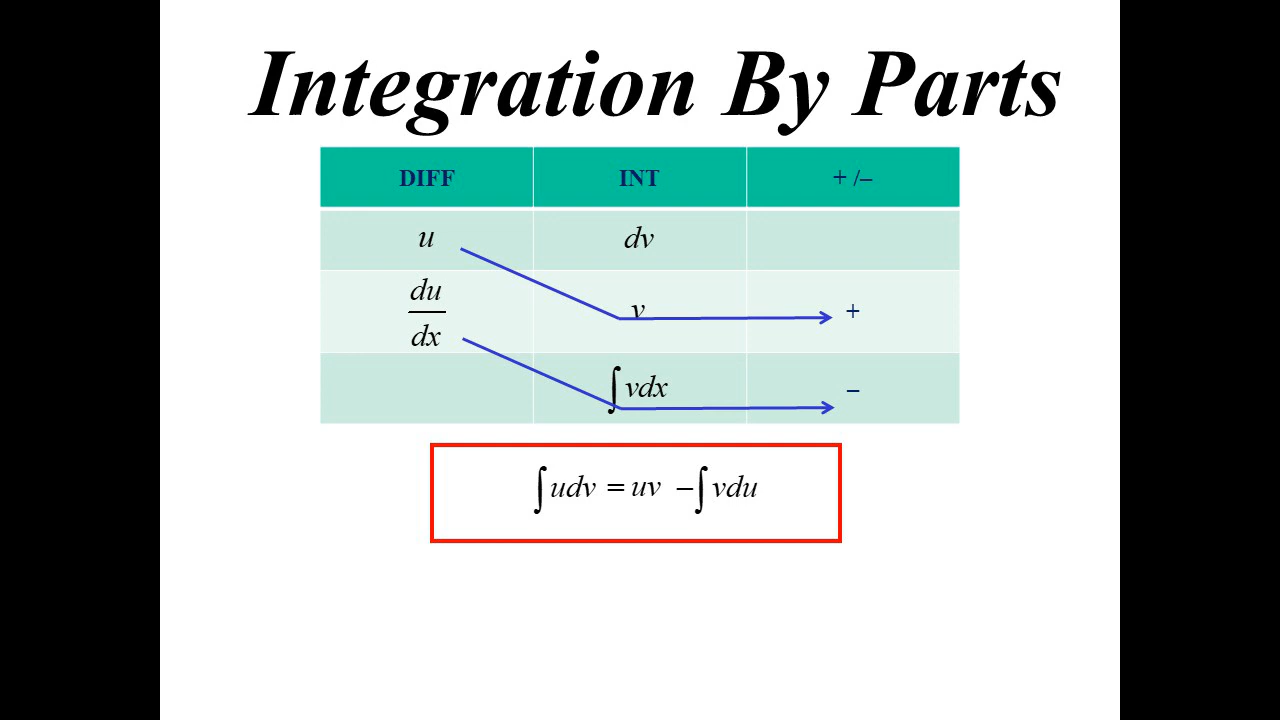 Integration By Parts
DIFF INT + /–
u dv
du/dx v +
∫vdx –
∫udv = uv –∫vdu